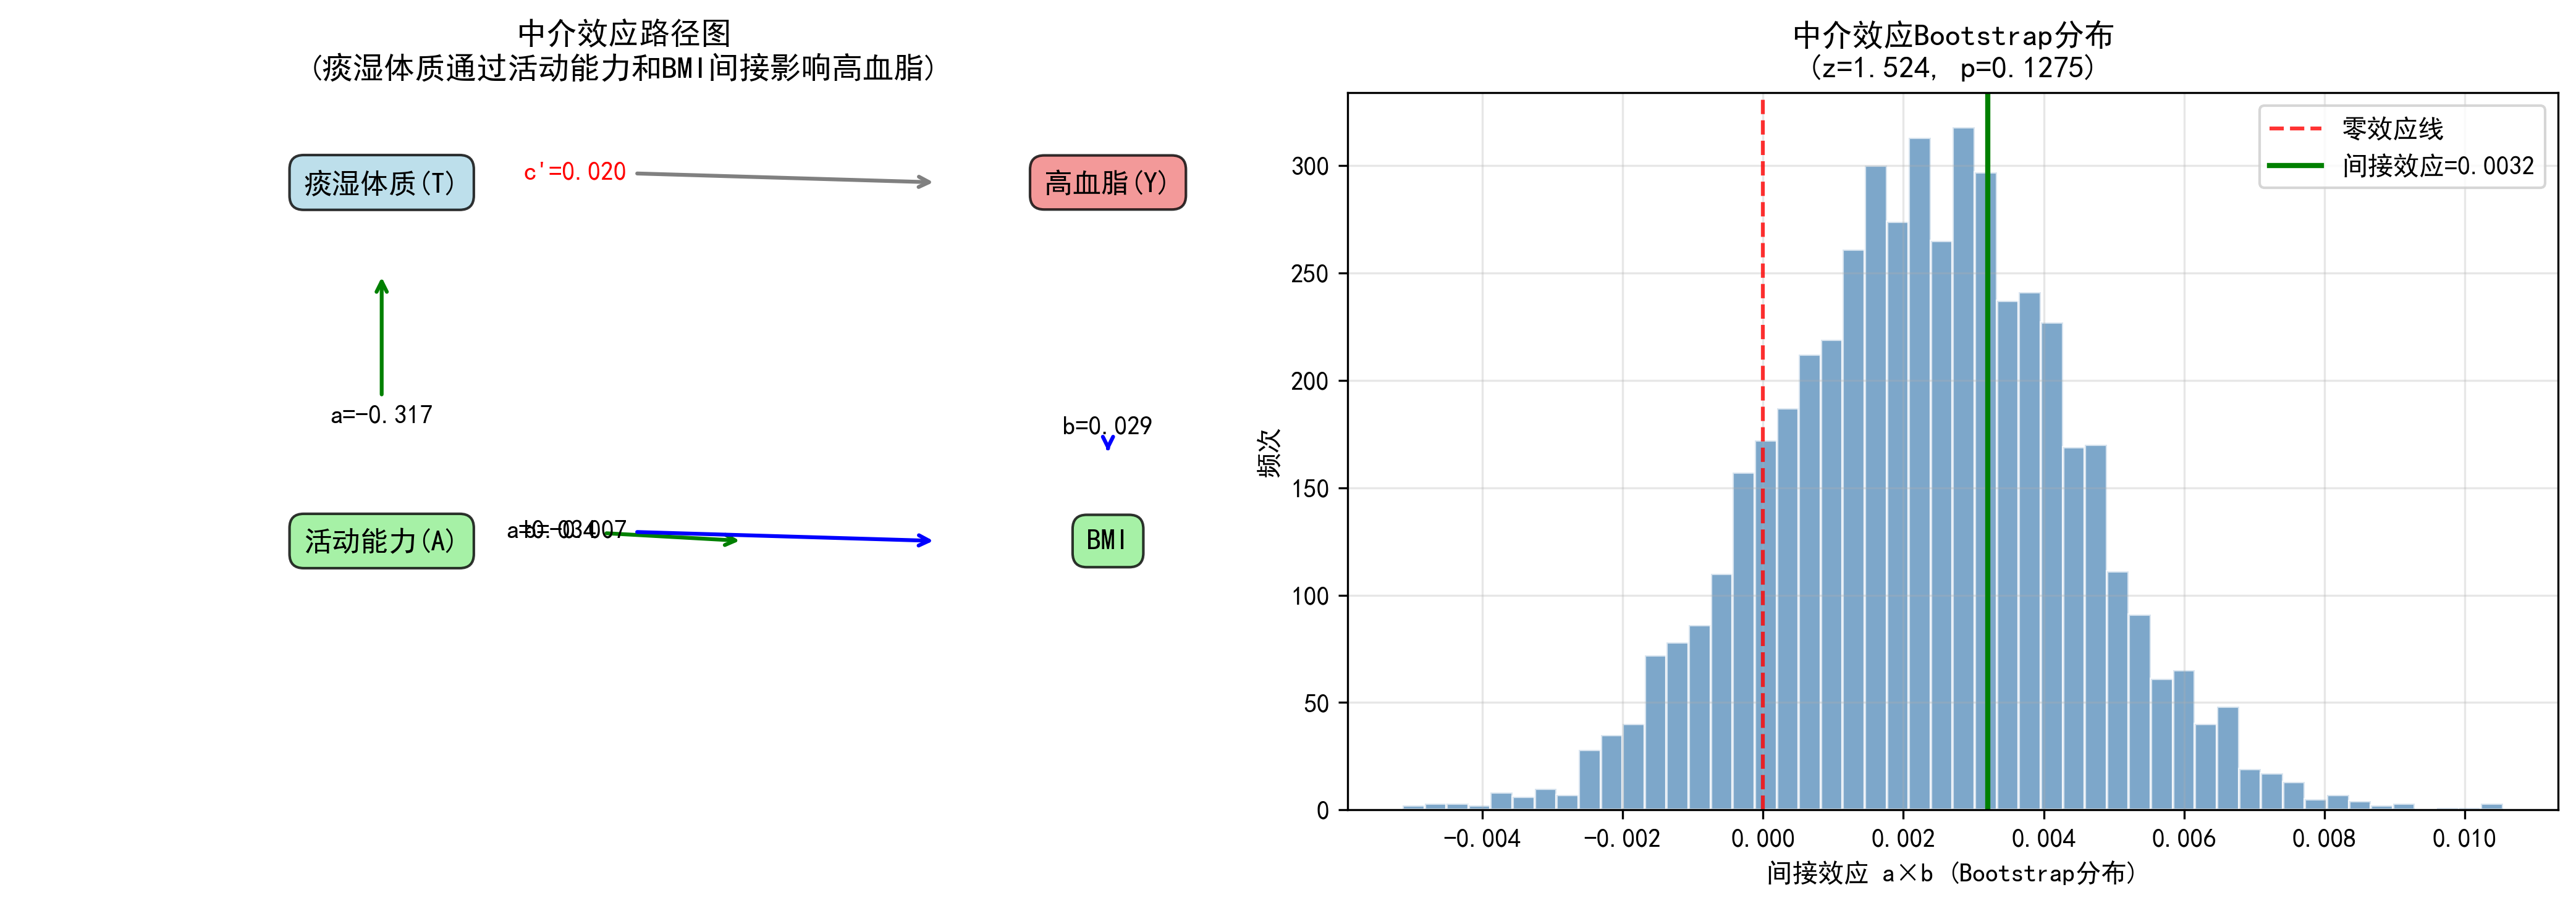 中介效应路径图
(痰湿体质通过活动能力和BMI间接影响高血脂)
痰湿体质(T)
c'=0.020
高血脂(Y)
a=-0.317
b=0.029
活动能力(A)
BMI
中介效应Bootstrap分布
(z=1.524, p=0.1275)
零效应线
间接效应=0.0032
频次
300
250
200
150
100
50
0
-0.004
-0.002
0.000
0.002
0.004
0.006
0.008
0.010
间接效应 a×b (Bootstrap分布)